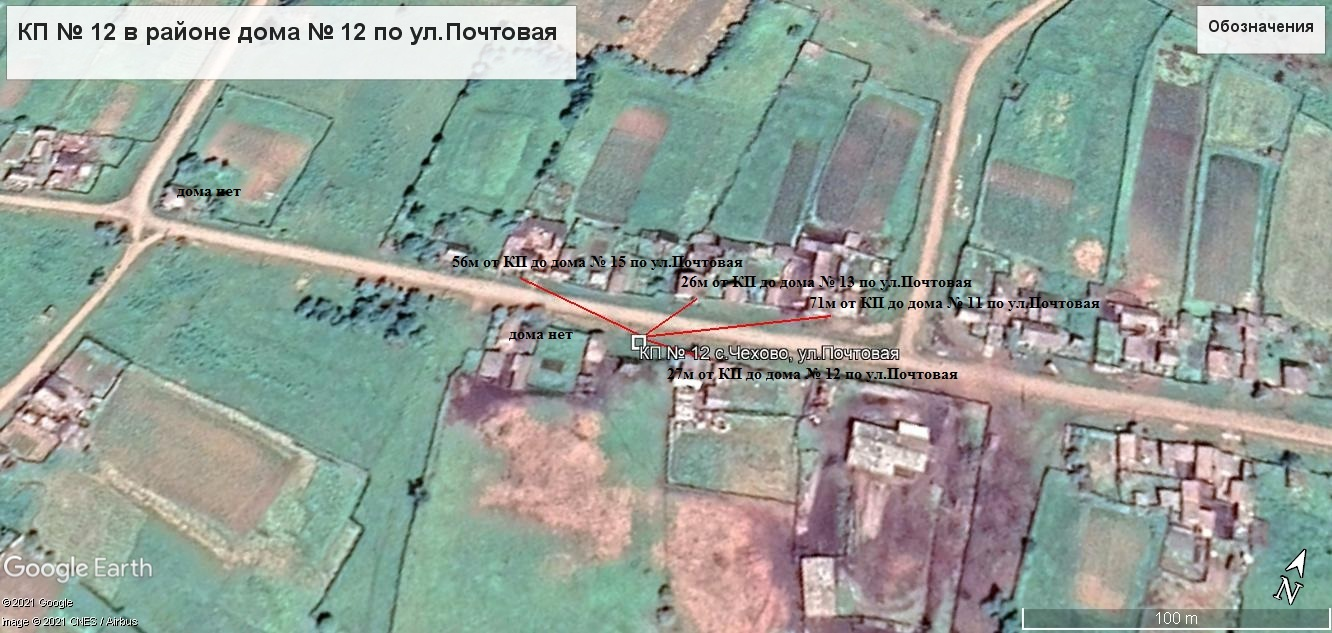 КП № 12 в районе дома № 12 по ул.Почтовая
Обозначения
дома нет
56м от КП до дома № 15 по ул.Почтовая
26м от КП до дома № 13 по ул.Почтовая
71м от КП до дома № 11 по ул.Почтовая
дома нет
КП № 12 с.Чехово, ул.Почтовая
27м от КП до дома № 12 по ул.Почтовая
Google Earth
©2021 Google
Image © 2021 CNES / Airbus
N
100 m